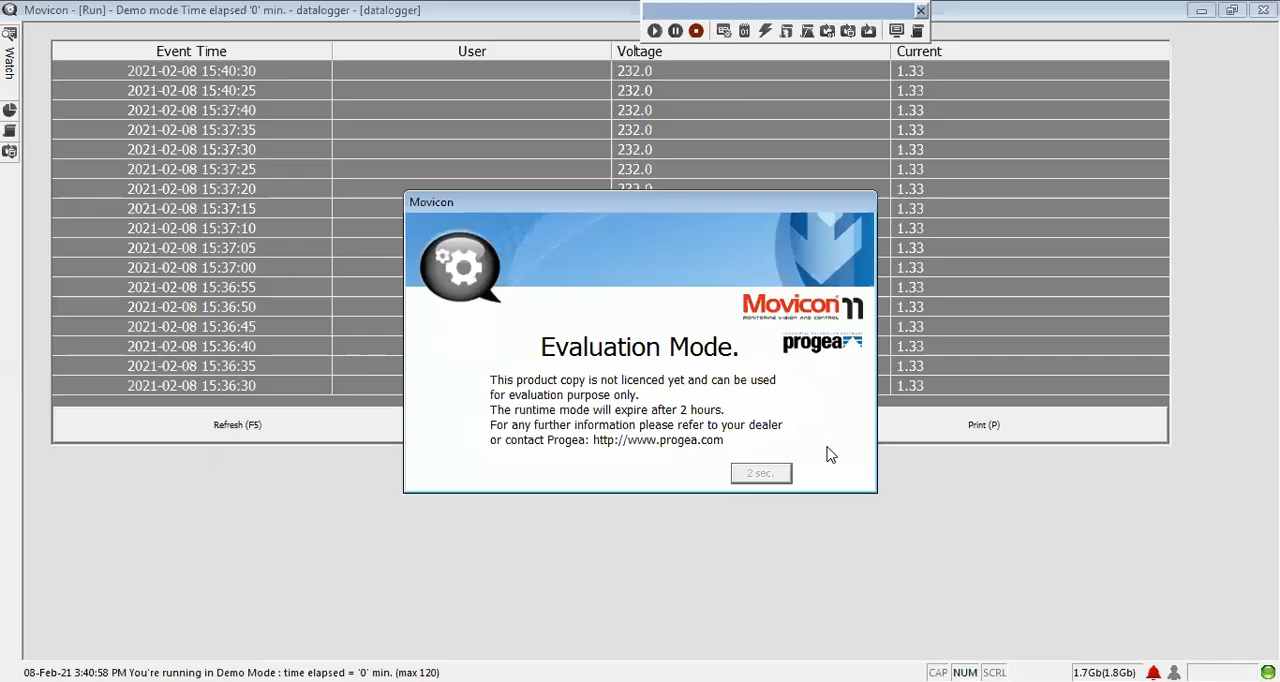 Movicon - [Run] - Demo mode Time elapsed '0' min. - datalogger - [datalogger]
Watch
Event Time User Voltage Current
2021-02-08 15:40:30 232.0 1.33
2021-02-08 15:40:25 232.0 1.33
2021-02-08 15:37:40 232.0 1.33
2021-02-08 15:37:35 232.0 1.33
2021-02-08 15:37:30 232.0 1.33
2021-02-08 15:37:25 232.0 1.33
2021-02-08 15:37:20 232.0 1.33
2021-02-08 15:37:15 1.33
2021-02-08 15:37:10 1.33
2021-02-08 15:37:05 1.33
2021-02-08 15:37:00 1.33
2021-02-08 15:36:55 1.33
2021-02-08 15:36:50 1.33
2021-02-08 15:36:45 1.33
2021-02-08 15:36:40 1.33
2021-02-08 15:36:35 1.33
2021-02-08 15:36:30 1.33
Refresh (F5) Print (P)
Movicon
Movicon 11
MONITORING VISION AND CONTROL
progea
Evaluation Mode.
This product copy is not licenced yet and can be used
for evaluation purpose only.
The runtime mode will expire after 2 hours.
For any further information please refer to your dealer
or contact Progea: http://www.progea.com
2 sec.
08-Feb-21 3:40:58 PM You're running in Demo Mode : time elapsed = '0' min. (max 120)
CAP NUM SCRL 1.7Gb(1.8Gb)